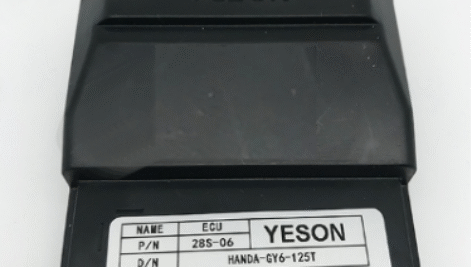 NAME ECU YESON
P/N 28S-06
D/N HANDA-GY6-125T